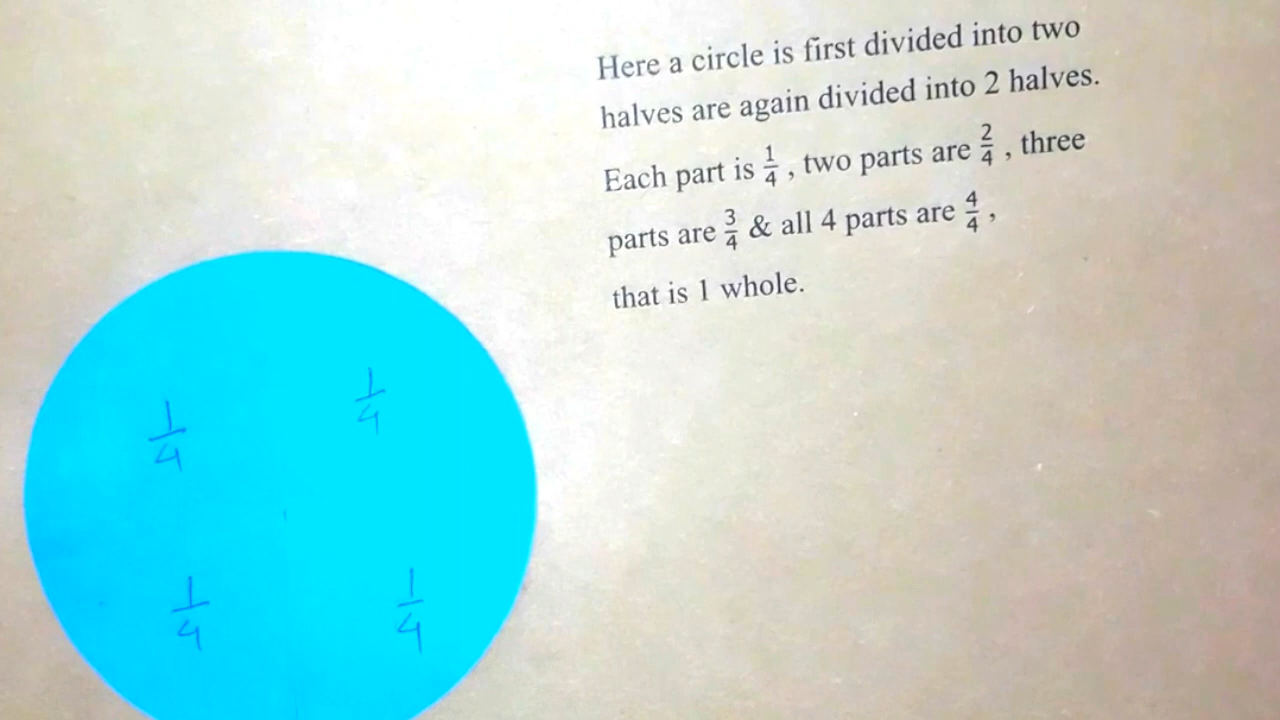 Here a circle is first divided into two
halves are again divided into 2 halves.
Each part is 1/4 , two parts are 2/4 , three
parts are 3/4 & all 4 parts are 4/4 ,
that is 1 whole.
1/4
1/4
1/4
1/4